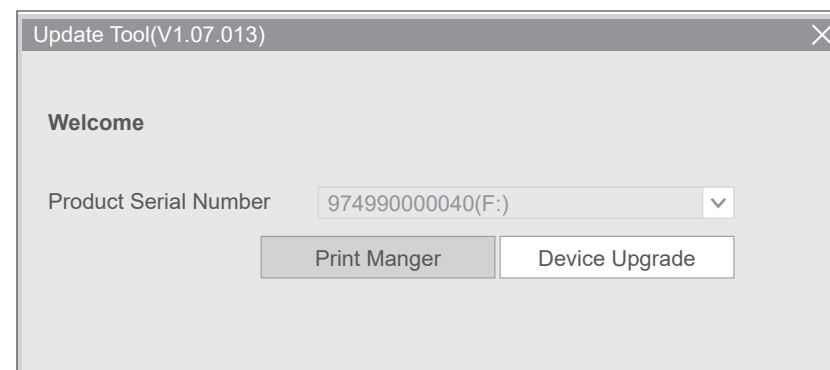 Update Tool(V1.07.013)
Welcome
Product Serial Number 974990000040(F:)
Print Manger Device Upgrade